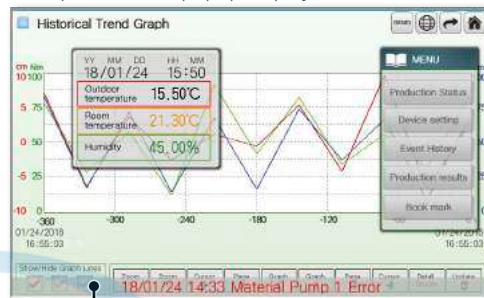 Historical Trend Graph
MENU
Production Status
Device setting
Event History
Production results
Book mark
YY MM DD HH MM
18/01/24 15:50
Outdoor temperature 15.50℃
Room temperature 21.30℃
Humidity 45.00%
cm Nm
10 100
5 75
0 50
-5 25
-10 0
-360 -300 -240 -180 -120
01/24/2018
16:55:03
16:55:03
Show/Hide Graph Lines
Zoom Zoom Cursor Page Graph Graph Page Cursor Detail Update
18/01/24 14:33 Material Pump 1 Error